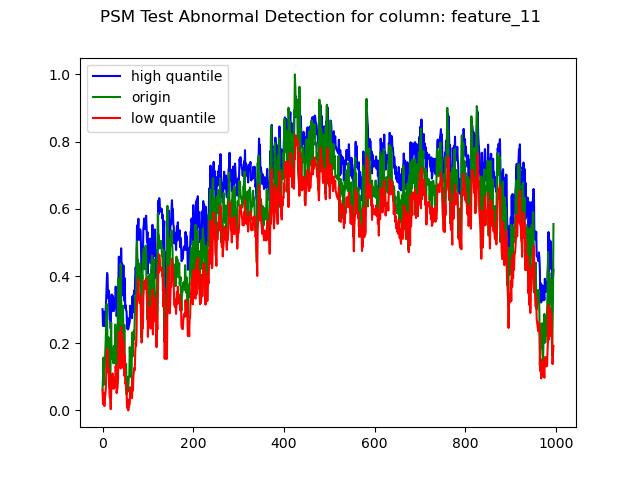 PSM Test Abnormal Detection for column: feature_11
high quantile
origin
low quantile
1.0
0.8
0.6
0.4
0.2
0.0
0 200 400 600 800 1000